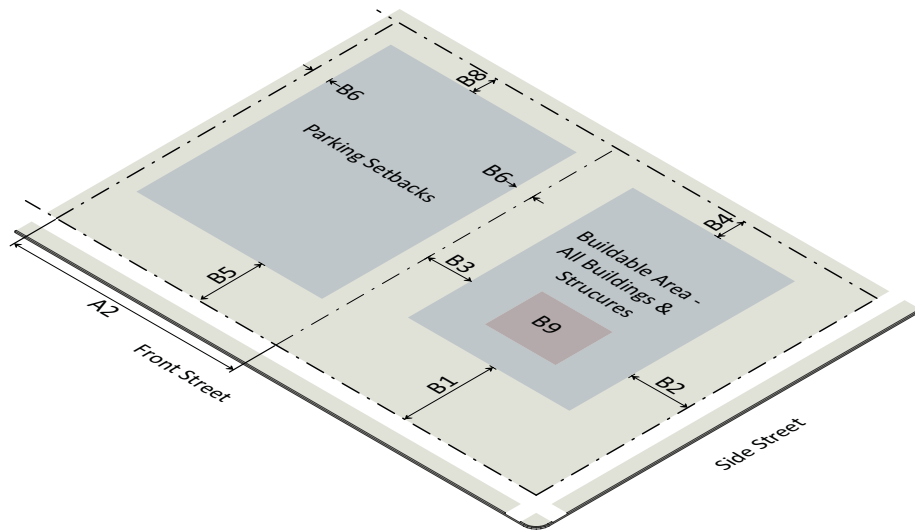 B8
B6
Parking Setbacks
B6
B4
B5
B3
Buildable Area -
All Buildings &
Strucures
B9
A2
Front Street
B1
B2
Side Street